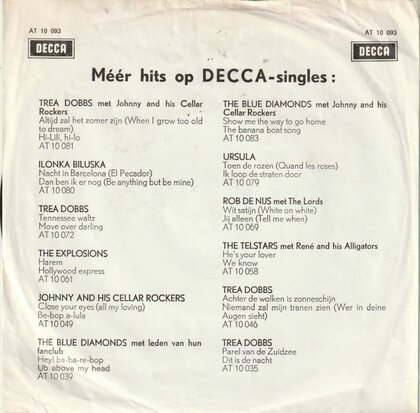 AT 10 093
AT 10 093
DECCA
DECCA
Méér hits op DECCA-singles :
TREA DOBBS met Johnny and his Cellar
Rockers
Altijd zal het zomer zijn (When I grow too old
to dream)
Hi-Lili, hi-lo
AT 10 081
ILONKA BILUSKA
Nacht in Barcelona (El Pecador)
Dan ben ik er nog (Be anything but be mine)
AT 10 080
TREA DOBBS
Tennessee waltz
Move over darling
AT 10 072
THE EXPLOSIONS
Harem
Hollywood express
AT 10 061
JOHNNY AND HIS CELLAR ROCKERS
Close your eyes (all my loving)
Be-bop a-lula
AT 10 049
THE BLUE DIAMONDS met leden van hun
fanclub
Hey! ba-ba-re-bop
Ub above my head
AT 10 039
THE BLUE DIAMONDS met Johnny and his
Cellar Rockers
Show me the way to go home
The banana boat song
AT 10 083
URSULA
Toen de rozen (Quand les roses)
Ik loop de straten door
AT 10 079
ROB DE NIJS met The Lords
Wit satijn (White on white)
Jij alleen (Tell me when)
AT 10 069
THE TELSTARS met René and his Alligators
He's your lover
We know
AT 10 058
TREA DOBBS
Achter de wolken is zonneschijn
Niemand zal mijn tranen zien (Wer in deine
Augen sieht)
AT 10 046
TREA DOBBS
Parel van de Zuidzee
Dit is de nacht
AT 10 035